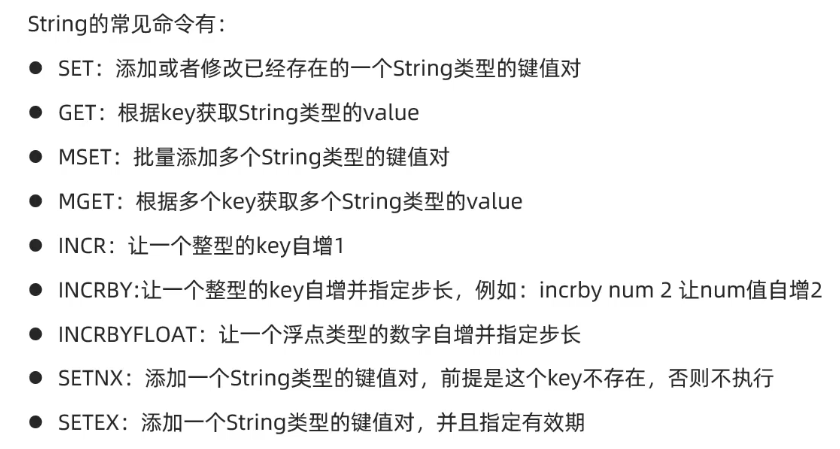 String的常见命令有：
● SET：添加或者修改已经存在的一个String类型的键值对
● GET：根据key获取String类型的value
● MSET：批量添加多个String类型的键值对
● MGET：根据多个key获取多个String类型的value
● INCR：让一个整型的key自增1
● INCRBY:让一个整型的key自增并指定步长，例如：incrby num 2 让num值自增2
● INCRBYFLOAT：让一个浮点类型的数字自增并指定步长
● SETNX：添加一个String类型的键值对，前提是这个key不存在，否则不执行
● SETEX：添加一个String类型的键值对，并且指定有效期